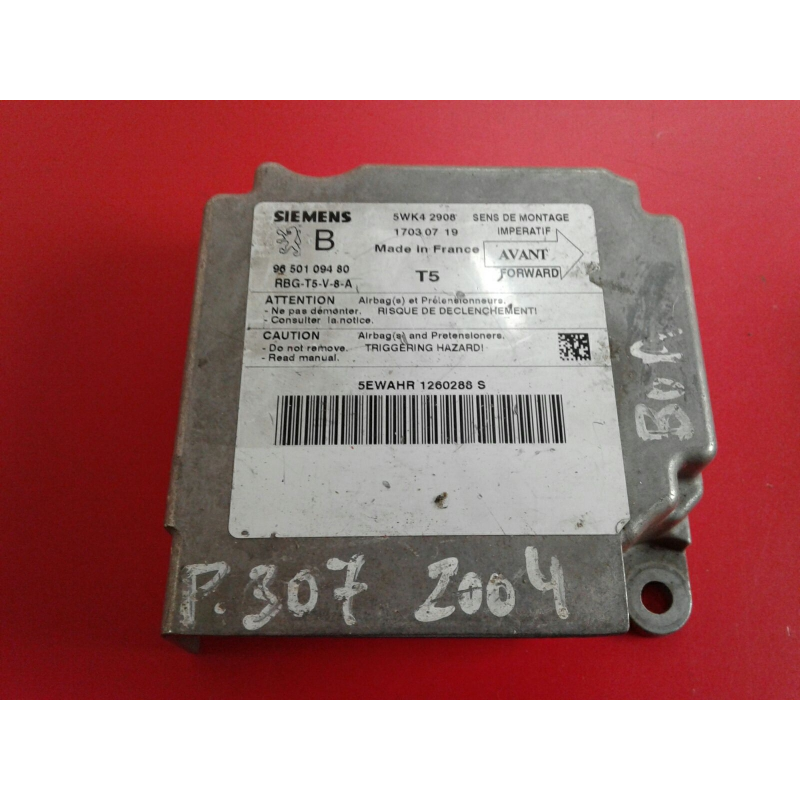 SIEMENS
5WK4 2908
SENS DE MONTAGE
IMPERATIF
B
1703 07 19
Made in France
AVANT
FORWARD
96 501 094 80
T5
RBG-T5-V-8-A
ATTENTION Airbag(s) et Prétensionneurs.
- Ne pas démonter. RISQUE DE DECLENCHEMENT!
- Consulter la notice.
CAUTION Airbag(s) and Pretensioners.
- Do not remove. TRIGGERING HAZARD!
- Read manual.
5EWAHR 1260288 S
P.307 2004